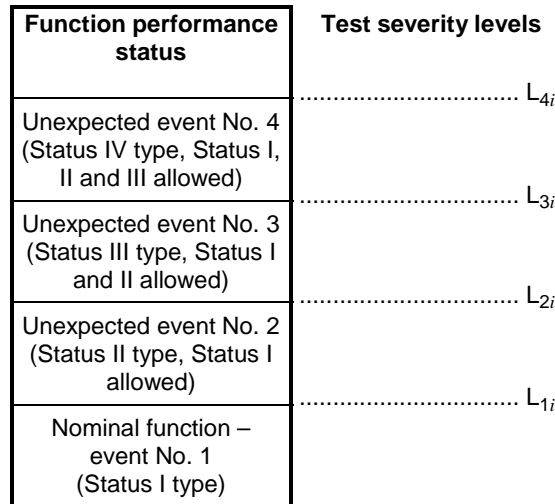 Function performance
status
Test severity levels
................................. L4i
Unexpected event No. 4
(Status IV type, Status I,
II and III allowed)
................................. L3i
Unexpected event No. 3
(Status III type, Status I
and II allowed)
................................. L2i
Unexpected event No. 2
(Status II type, Status I
allowed)
................................. L1i
Nominal function –
event No. 1
(Status I type)